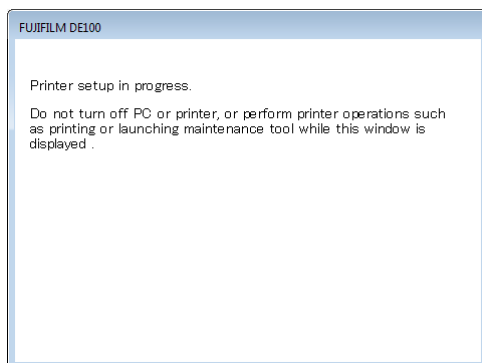 FUJIFILM DE100
Printer setup in progress.
Do not turn off PC or printer, or perform printer operations such
as printing or launching maintenance tool while this window is
displayed .